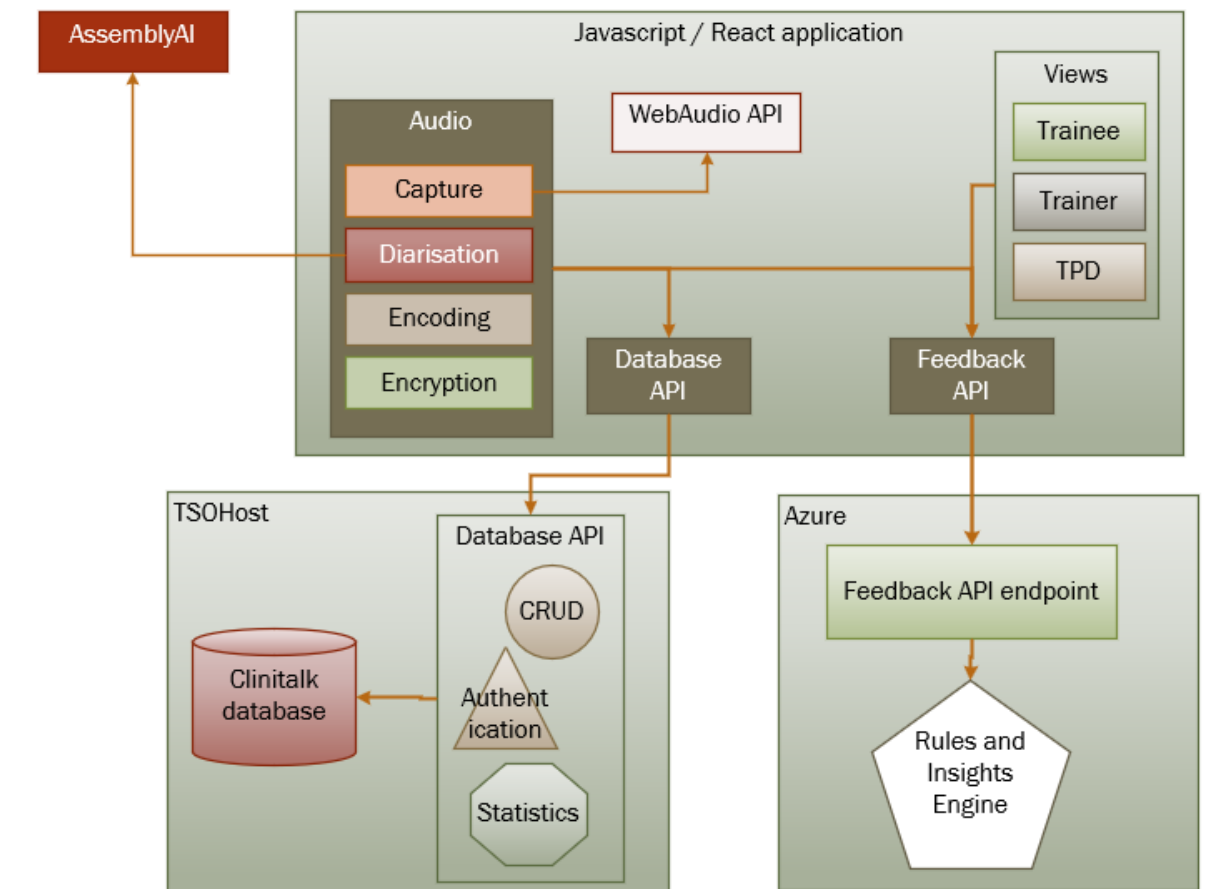 AssemblyAI
Javascript / React application
Audio
Capture
Diarisation
Encoding
Encryption
WebAudio API
Views
Trainee
Trainer
TPD
Database
API
Feedback
API
TSOHost
Database API
CRUD
Authent
ication
Statistics
Clinitalk
database
Azure
Feedback API endpoint
Rules and
Insights
Engine